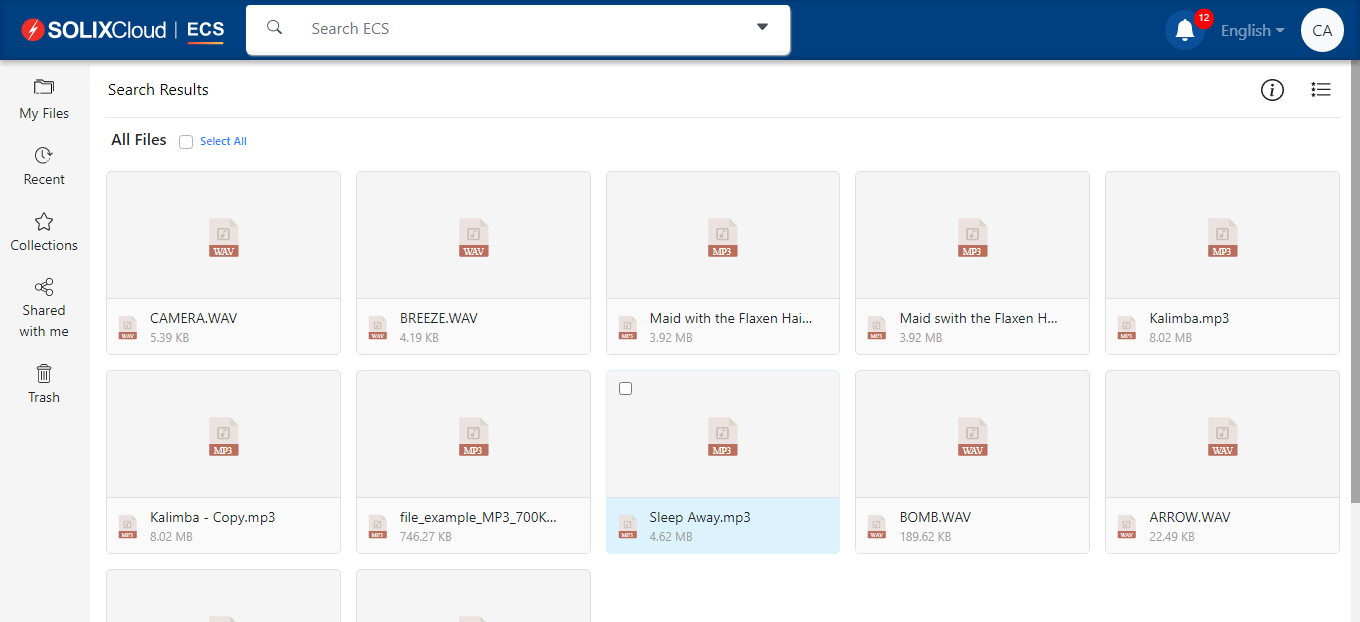 SOLIXCloud | ECS
Search ECS
12
English
CA
My Files
Recent
Collections
Shared
with me
Trash
Search Results
All Files
Select All
WAV
WAV
MP3
MP3
MP3
WAV
CAMERA.WAV
5.39 KB
WAV
BREEZE.WAV
4.19 KB
MP3
Maid with the Flaxen Hai...
3.92 MB
MP3
Maid swith the Flaxen H...
3.92 MB
MP3
Kalimba.mp3
8.02 MB
MP3
MP3
MP3
WAV
WAV
MP3
Kalimba - Copy.mp3
8.02 MB
MP3
file_example_MP3_700K...
746.27 KB
MP3
Sleep Away.mp3
4.62 MB
WAV
BOMB.WAV
189.62 KB
WAV
ARROW.WAV
22.49 KB